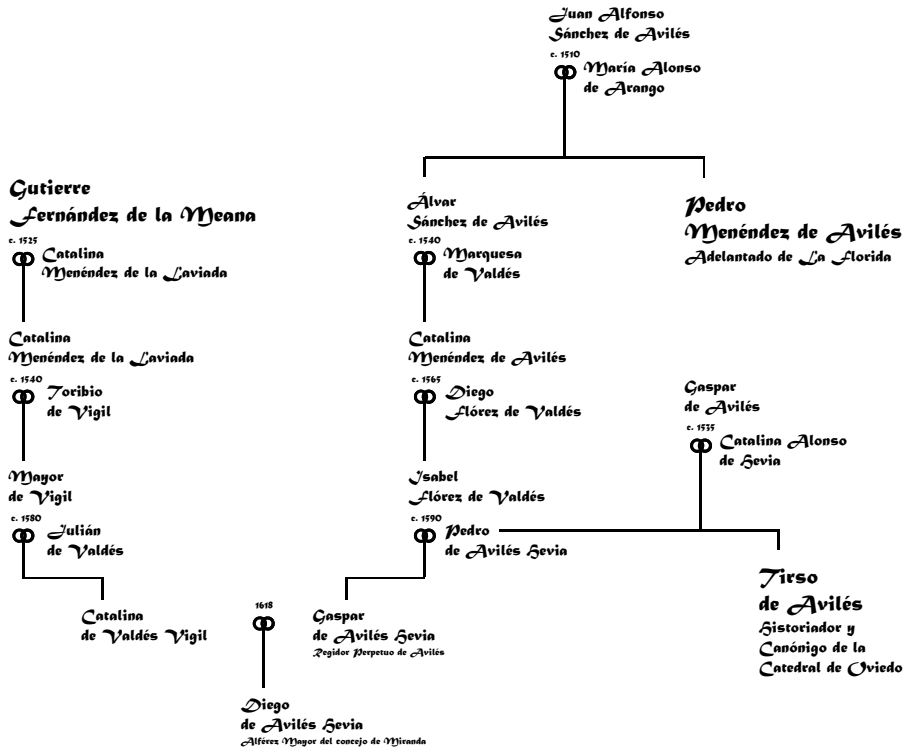 Juan Alfonso
Sánchez de Avilés
c. 1510
María Alonso
de Arango
Gutierre
Fernández de la Meana
c. 1525
Catalina
Menéndez de la Laviada
Álvar
Sánchez de Avilés
c. 1540
Marquesa
de Valdés
Pedro
Menéndez de Avilés
Adelantado de La Florida
Catalina
Menéndez de la Laviada
c. 1540
Toribio
de Vigil
Catalina
Menéndez de Avilés
c. 1565
Diego
Flórez de Valdés
Gaspar
de Avilés
c. 1535
Catalina Alonso
de Hevia
Mayor
de Vigil
c. 1580
Julián
de Valdés
Isabel
Flórez de Valdés
c. 1590
Pedro
de Avilés Hevia
Tirso
de Avilés
Historiador y
Canónigo de la
Catedral de Oviedo
Catalina
de Valdés Vigil
1618
Gaspar
de Avilés Hevia
Regidor Perpetuo de Avilés
Diego
de Avilés Hevia
Alférez Mayor del concejo de Miranda